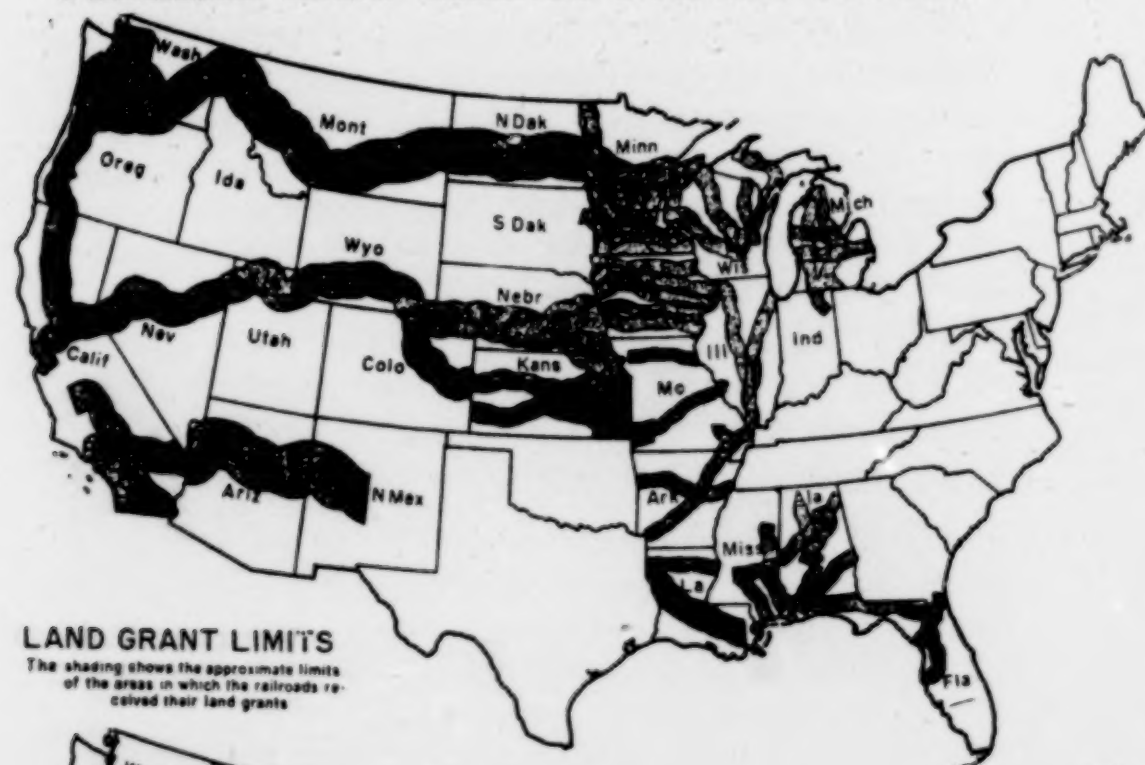 Wash
Mont
N Dak
Minn
Oreg
Ida
S Dak
Wyo
Mich
Wis
Nebr
Nev
Utah
Colo
Kans
Ill
Ind
Calif
Mo
Ariz
N Mex
Ark
Miss
Ala
La
Fla
LAND GRANT LIMITS
The shading shows the approximate limits
of the areas in which the railroads re-
ceived their land grants